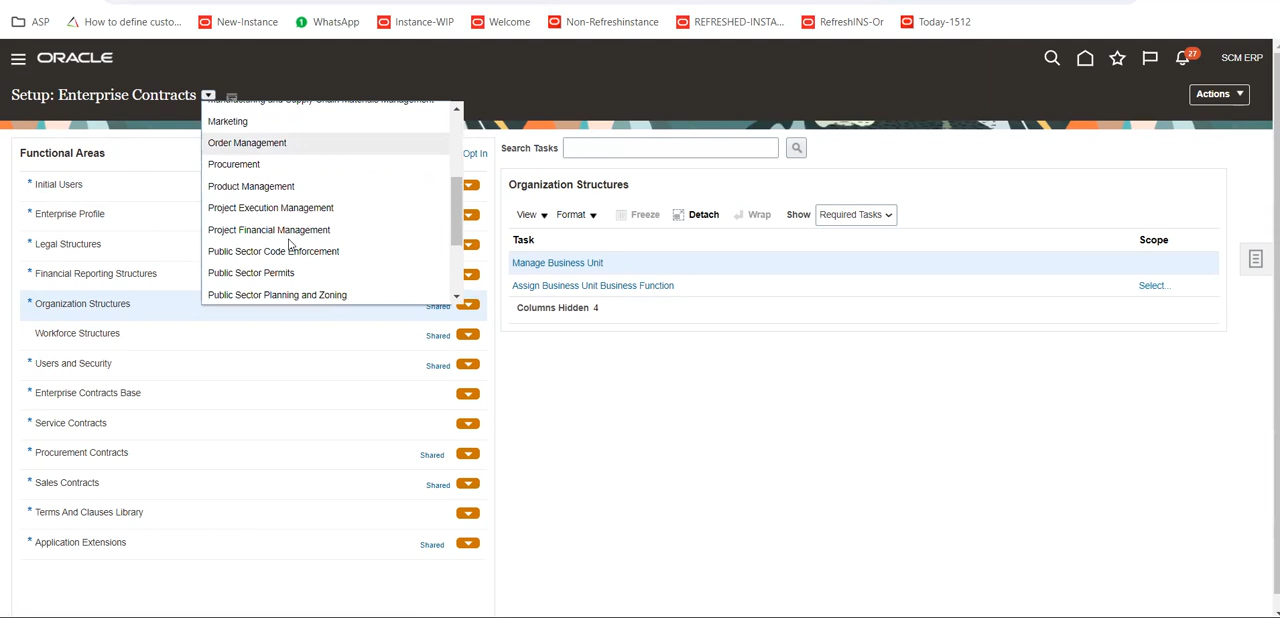 ASP How to define custo... New-Instance WhatsApp Instance-WIP Welcome Non-Refreshinstance REFRESHED-INSTA... RefreshINS-Or Today-1512
ORACLE 27 SCM ERP
Setup: Enterprise Contracts Actions
Manufacturing and Supply Chain Materials Management
Marketing
Order Management
Procurement
Product Management
Project Execution Management
Project Financial Management
Public Sector Code Enforcement
Public Sector Permits
Public Sector Planning and Zoning
Functional Areas Opt In
* Initial Users
* Enterprise Profile
* Legal Structures
* Financial Reporting Structures
* Organization Structures Shared
Workforce Structures Shared
* Users and Security Shared
* Enterprise Contracts Base
* Service Contracts
* Procurement Contracts Shared
* Sales Contracts Shared
* Terms And Clauses Library
* Application Extensions Shared
Search Tasks
Organization Structures
View Format Freeze Detach Wrap Show Required Tasks
Task Scope
Manage Business Unit
Assign Business Unit Business Function Select...
Columns Hidden 4